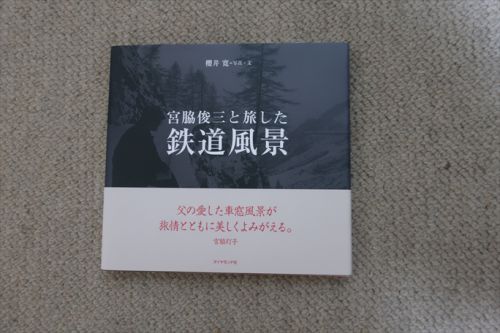 櫻井 寛・写真・文
宮脇俊三と旅した
鉄道風景
父の愛した車窓風景が
旅情とともに美しくよみがえる。
宮脇灯子
ダイヤモンド社